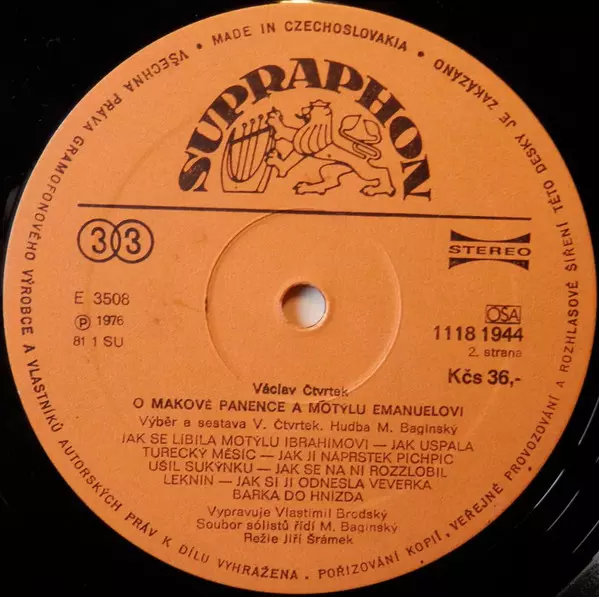 VŠECHNA PRÁVA GRAMOFONOVÉHO VÝROBCE A VLASTNÍKŮ AUTORSKÝCH PRÁV K DÍLU VYHRAŽENA. POŘIZOVÁNÍ KOPIÍ, VEŘEJNÉ PROVOZOVÁNÍ A ROZHLASOVÉ ŠÍŘENÍ TÉTO DESKY JE ZAKÁZÁNO • MADE IN CZECHOSLOVAKIA •
SUPRAPHON
33
STEREO
E 3508
Ⓟ 1976
81 1 SU
OSA
1118 1944
2. strana
Kčs 36,-
Václav Čtvrtek
O MAKOVÉ PANENCE A MOTÝLU EMANUELOVI
Výběr a sestava V. Čtvrtek. Hudba M. Baginský
JAK SE LÍBILA MOTÝLU IBRAHIMOVI — JAK USPALA
TURECKÝ MĚSÍC — JAK JÍ NAPRSTEK PICHPIC
UŠIL SUKÝNKU — JAK SE NA NI ROZZLOBIL
LEKNÍN — JAK SI JI ODNESLA VEVERKA
BARKA DO HNÍZDA
Vypravuje Vlastimil Brodský
Soubor sólistů řídí M. Baginský
Režie Jiří Šrámek